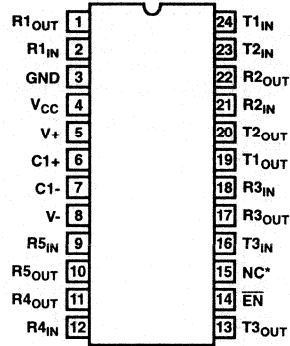 R1OUT 1 24 T1IN
R1IN 2 23 T2IN
GND 3 22 R2OUT
VCC 4 21 R2IN
V+ 5 20 T2OUT
C1+ 6 19 T1OUT
C1- 7 18 R3IN
V- 8 17 R3OUT
R5IN 9 16 T3IN
R5OUT 10 15 NC*
R4OUT 11 14 E̅N̅
R4IN 12 13 T3OUT